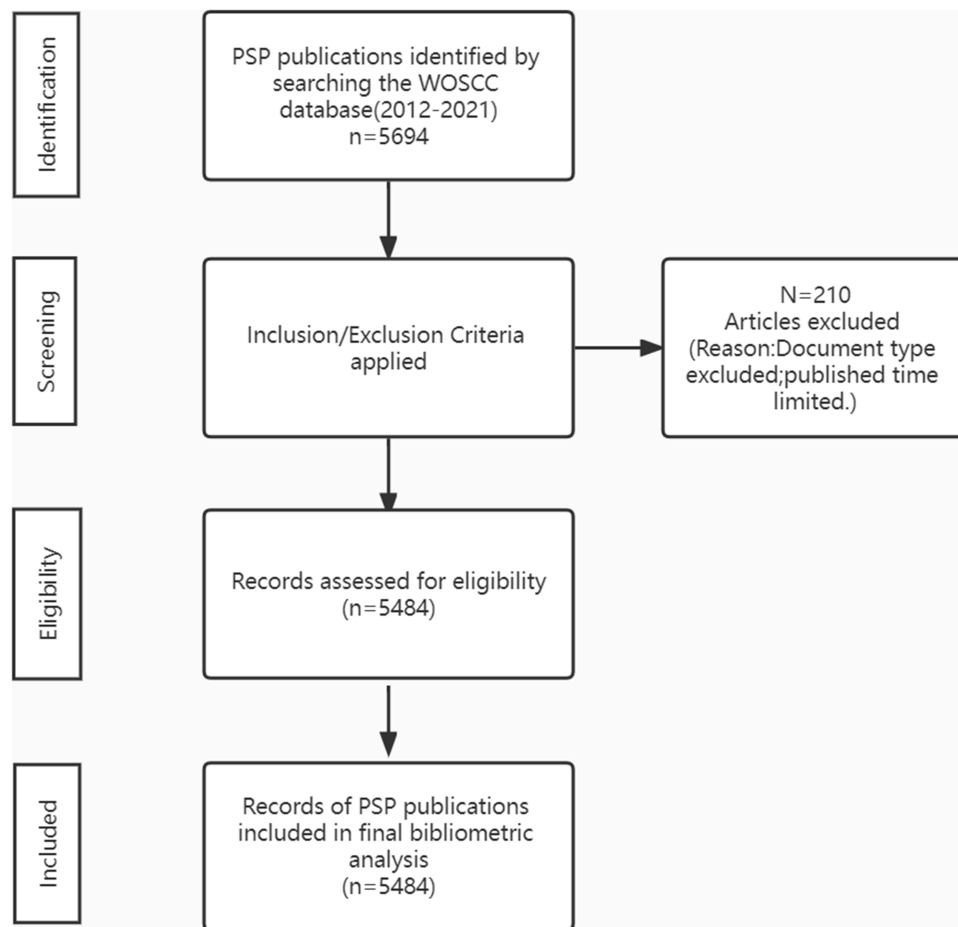 Identification
PSP publications identified by
searching the WOSCC
database(2012-2021)
n=5694
Screening
Inclusion/Exclusion Criteria
applied
N=210
Articles excluded
(Reason:Document type
excluded;published time
limited.)
Eligibility
Records assessed for eligibility
(n=5484)
Included
Records of PSP publications
included in final bibliometric
analysis
(n=5484)